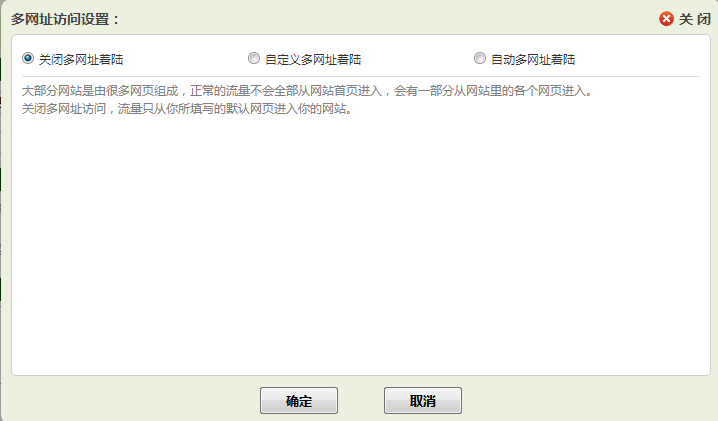 多网址访问设置：
关 闭
关闭多网址着陆
自定义多网址着陆
自动多网址着陆
大部分网站是由很多网页组成，正常的流量不会全部从网站首页进入，会有一部分从网站里的各个网页进入。
关闭多网址访问，流量只从你所填写的默认网页进入你的网站。
确定
取消